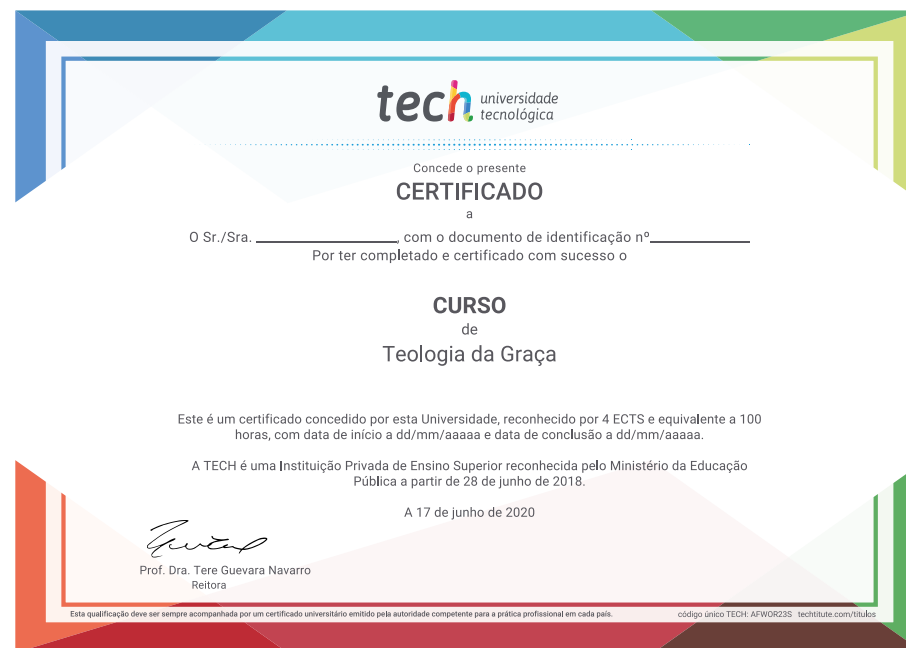 tech universidade
tecnológica
Concede o presente
CERTIFICADO
a
O Sr./Sra. ____________________, com o documento de identificação nº______________
Por ter completado e certificado com sucesso o
CURSO
de
Teologia da Graça
Este é um certificado concedido por esta Universidade, reconhecido por 4 ECTS e equivalente a 100
horas, com data de início a dd/mm/aaaaa e data de conclusão a dd/mm/aaaaa.
A TECH é uma Instituição Privada de Ensino Superior reconhecida pelo Ministério da Educação
Pública a partir de 28 de junho de 2018.
A 17 de junho de 2020
Prof. Dra. Tere Guevara Navarro
Reitora
Esta qualificação deve ser sempre acompanhada por um certificado universitário emitido pela autoridade competente para a prática profissional em cada país.
código único TECH: AFWOR23S techtitute.com/titulos